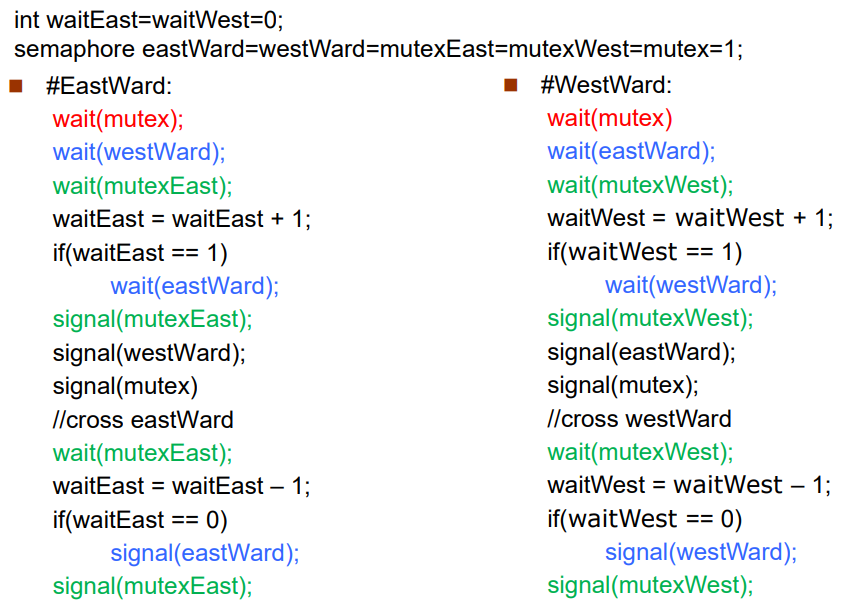 int waitEast=waitWest=0;
semaphore eastWard=westWard=mutexEast=mutexWest=mutex=1;
#EastWard:
wait(mutex);
wait(westWard);
wait(mutexEast);
waitEast = waitEast + 1;
if(waitEast == 1)
wait(eastWard);
signal(mutexEast);
signal(westWard);
signal(mutex)
//cross eastWard
wait(mutexEast);
waitEast = waitEast – 1;
if(waitEast == 0)
signal(eastWard);
signal(mutexEast);
#WestWard:
wait(mutex)
wait(eastWard);
wait(mutexWest);
waitWest = waitWest + 1;
if(waitWest == 1)
wait(westWard);
signal(mutexWest);
signal(eastWard);
signal(mutex);
//cross westWard
wait(mutexWest);
waitWest = waitWest – 1;
if(waitWest == 0)
signal(westWard);
signal(mutexWest);